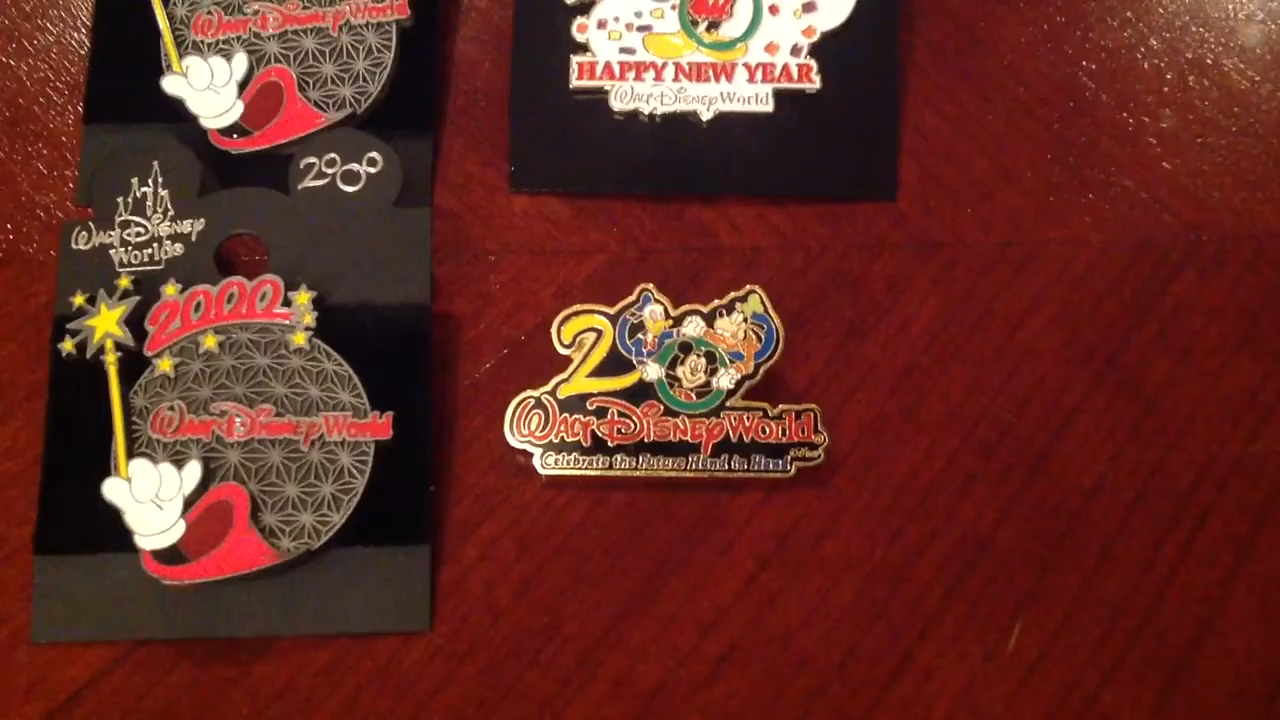 Walt Disney World
HAPPY NEW YEAR
Walt Disney World
2000
Walt Disney
World®
2000
Walt Disney World
2000
Walt Disney World®
Celebrate the Future Hand in Hand